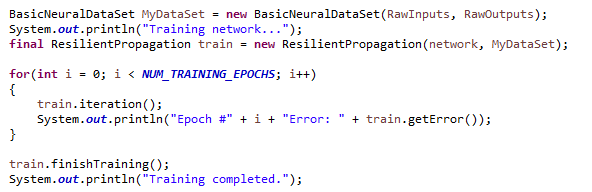 BasicNeuralDataSet MyDataSet = new BasicNeuralDataSet(RawInputs, RawOutputs);
System.out.println("Training network...");
final ResilientPropagation train = new ResilientPropagation(network, MyDataSet);
for(int i = 0; i < NUM_TRAINING_EPOCHS; i++)
{
    train.iteration();
    System.out.println("Epoch #" + i + "Error: " + train.getError());
}
train.finishTraining();
System.out.println("Training completed.");